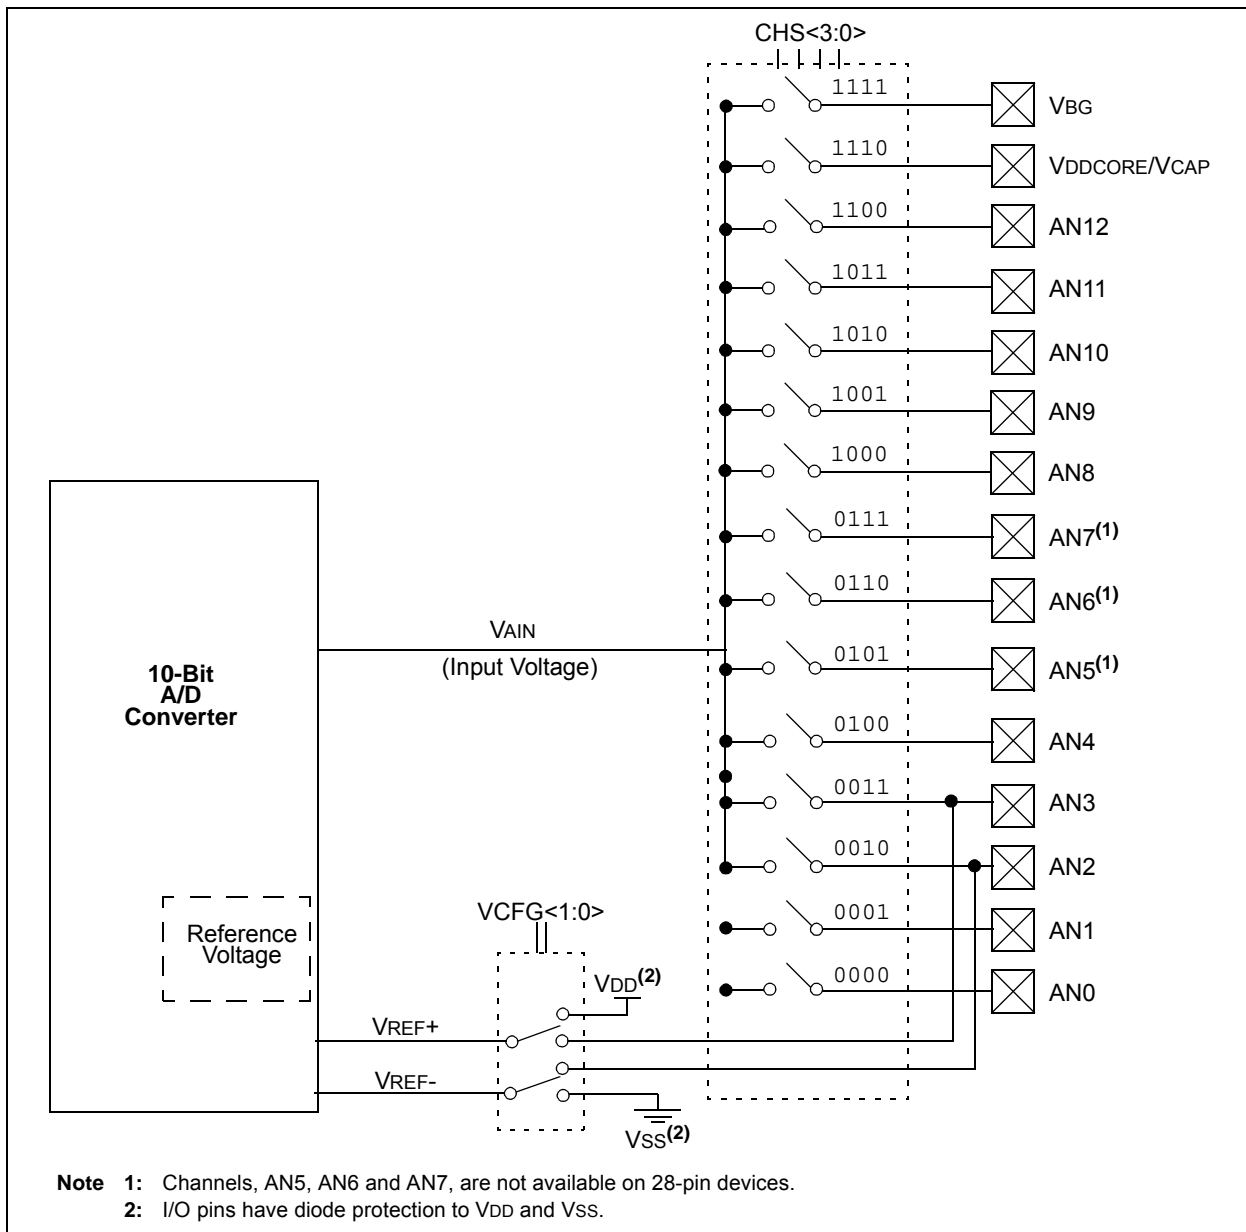 CHS<3:0>
1111
VBG
1110
VDDCORE/VCAP
1100
AN12
1011
AN11
1010
AN10
1001
AN9
1000
AN8
0111
AN7(1)
0110
AN6(1)
VAIN
(Input Voltage)
0101
AN5(1)
10-Bit
A/D
Converter
0100
AN4
0011
AN3
0010
AN2
VCFG<1:0>
0001
AN1
Reference
Voltage
VDD(2)
0000
AN0
VREF+
VREF-
VSS(2)
Note 1: Channels, AN5, AN6 and AN7, are not available on 28-pin devices.
2: I/O pins have diode protection to VDD and VSS.